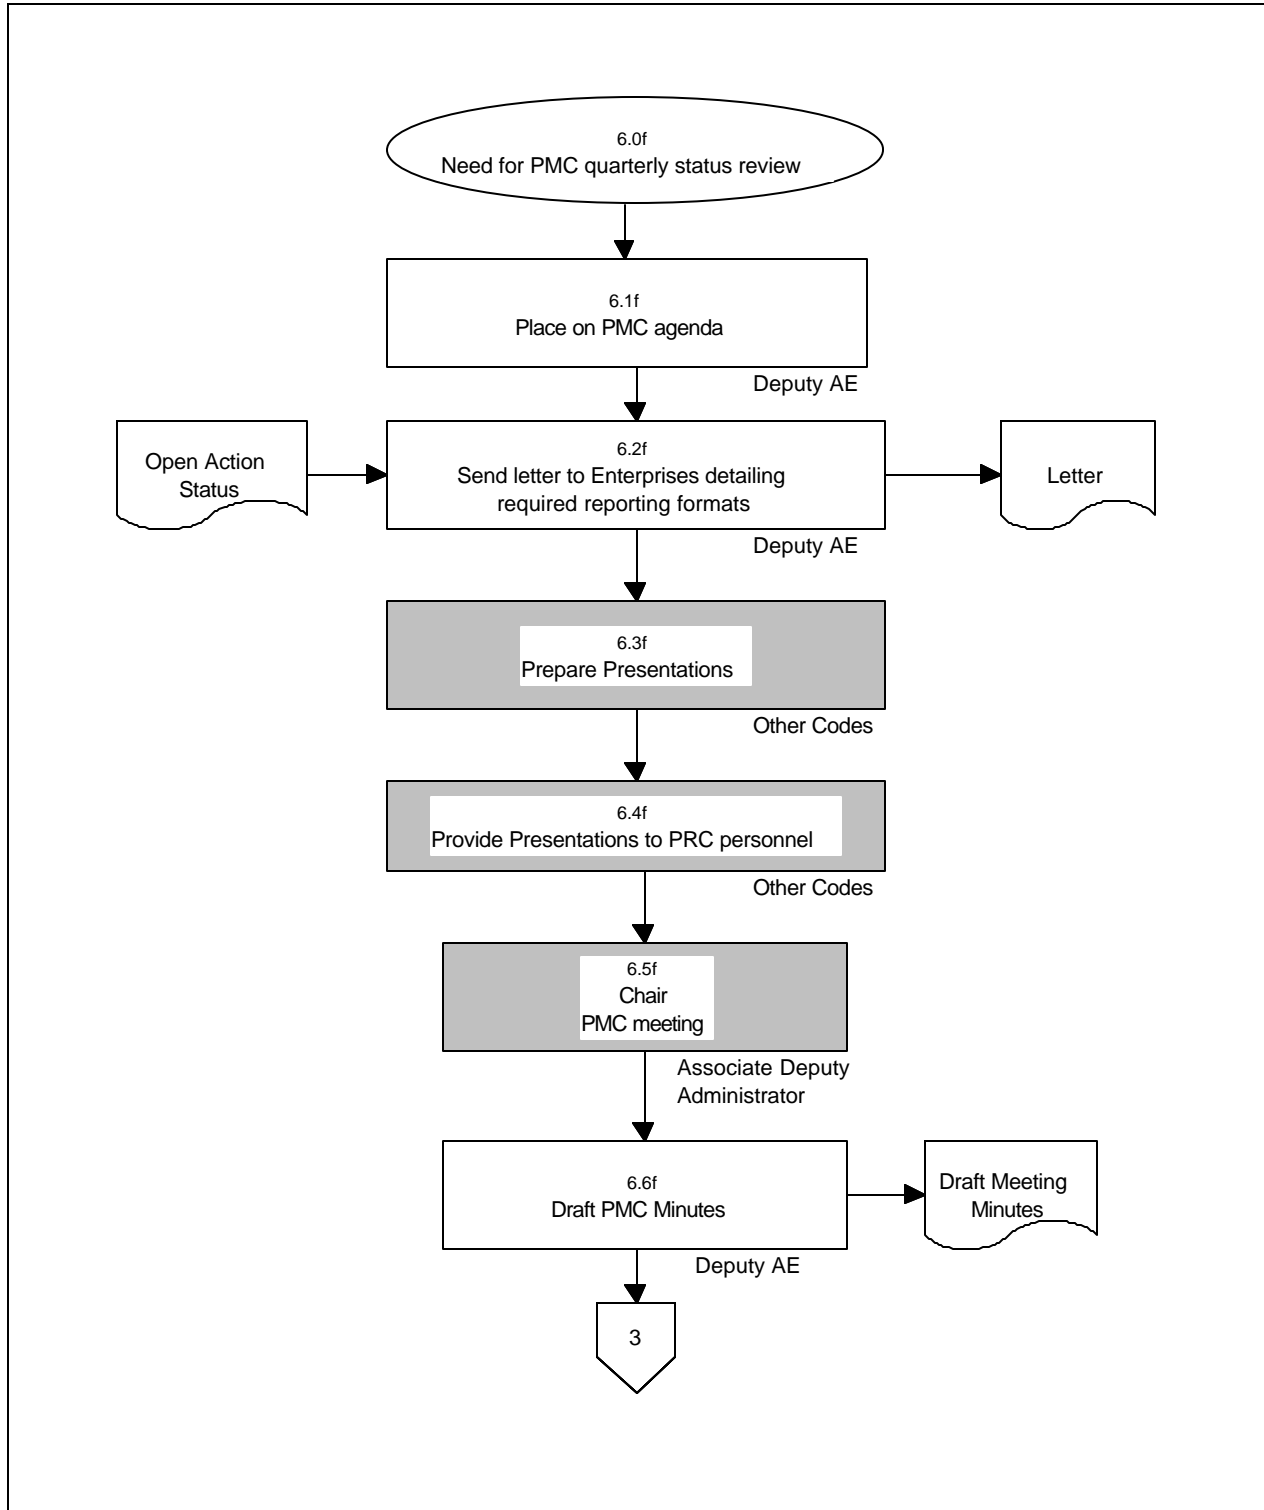 6.0f
Need for PMC quarterly status review
6.1f
Place on PMC agenda
Deputy AE
Open Action
Status
6.2f
Send letter to Enterprises detailing
required reporting formats
Letter
Deputy AE
6.3f
Prepare Presentations
Other Codes
6.4f
Provide Presentations to PRC personnel
Other Codes
6.5f
Chair
PMC meeting
Associate Deputy
Administrator
6.6f
Draft PMC Minutes
Draft Meeting
Minutes
Deputy AE
3